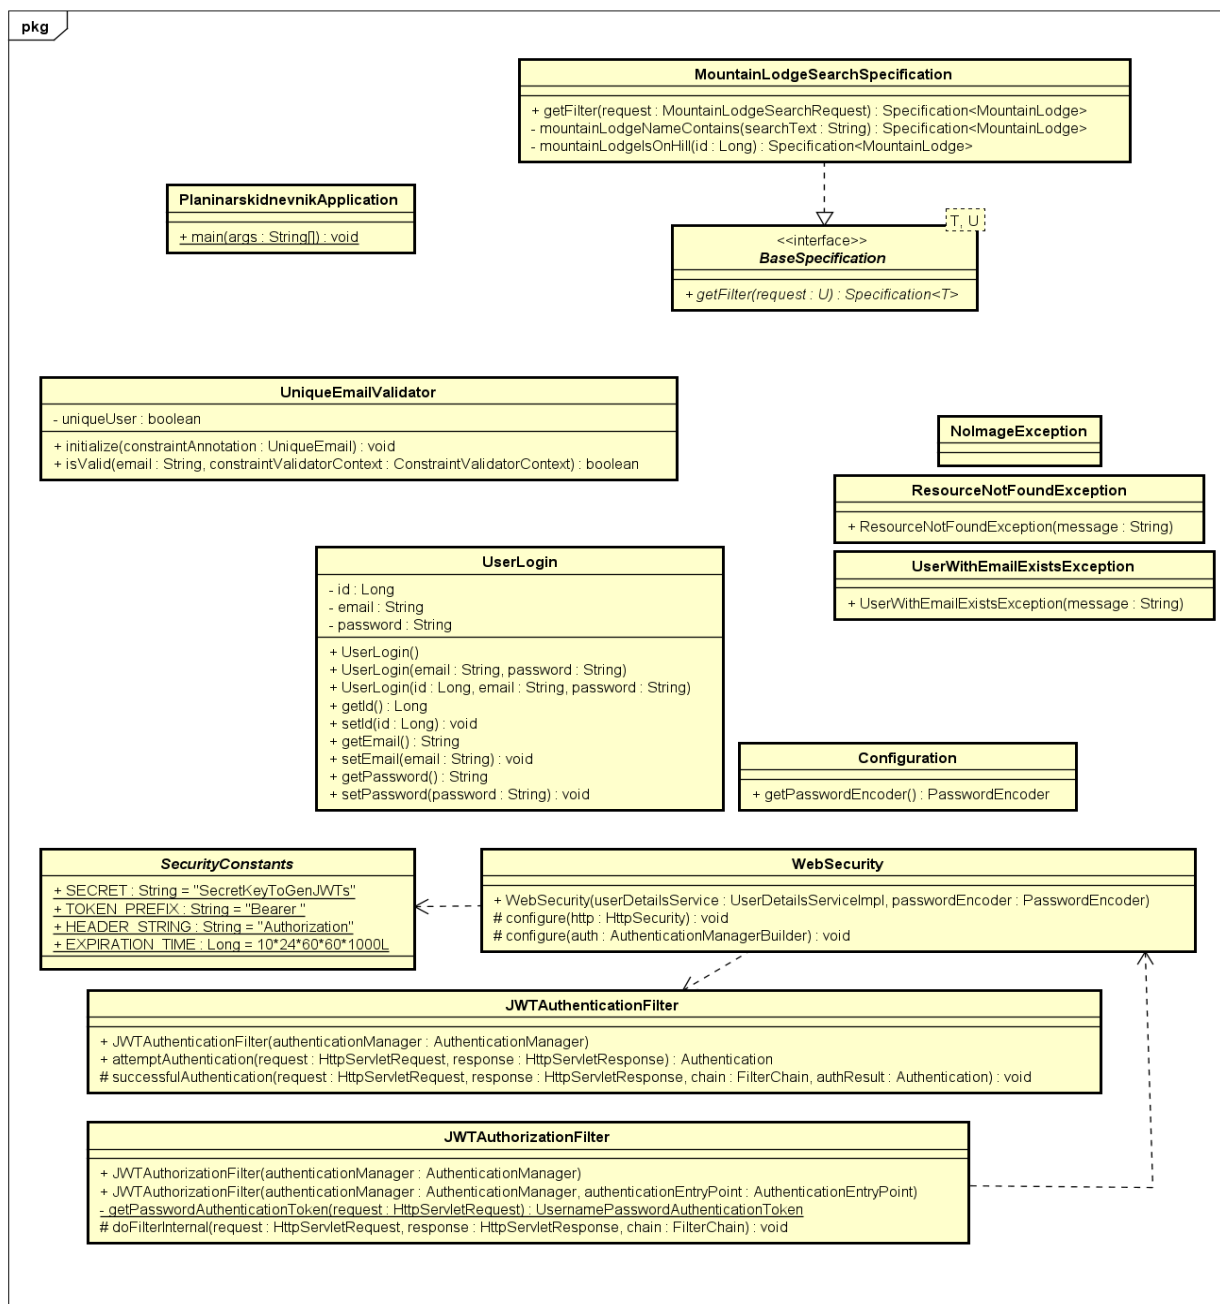 pkg
MountainLodgeSearchSpecification
+ getFilter(request : MountainLodgeSearchRequest) : Specification<MountainLodge>
- mountainLodgeNameContains(searchText : String) : Specification<MountainLodge>
- mountainLodgeIsOnHill(id : Long) : Specification<MountainLodge>
PlaninarskidnevnikApplication
+ main(args : String[]) : void
T, U
<<interface>>
BaseSpecification
+ getFilter(request : U) : Specification<T>
UniqueEmailValidator
- uniqueUser : boolean
+ initialize(constraintAnnotation : UniqueEmail) : void
+ isValid(email : String, constraintValidatorContext : ConstraintValidatorContext) : boolean
NoImageException
ResourceNotFoundException
+ ResourceNotFoundException(message : String)
UserWithEmailExistsException
+ UserWithEmailExistsException(message : String)
UserLogin
- id : Long
- email : String
- password : String
+ UserLogin()
+ UserLogin(email : String, password : String)
+ UserLogin(id : Long, email : String, password : String)
+ getId() : Long
+ setId(id : Long) : void
+ getEmail() : String
+ setEmail(email : String) : void
+ getPassword() : String
+ setPassword(password : String) : void
Configuration
+ getPasswordEncoder() : PasswordEncoder
SecurityConstants
+ SECRET : String = "SecretKeyToGenJWTs"
+ TOKEN_PREFIX : String = "Bearer "
+ HEADER_STRING : String = "Authorization"
+ EXPIRATION_TIME : Long = 10*24*60*60*1000L
WebSecurity
+ WebSecurity(userDetailsService : UserDetailsServiceImpl, passwordEncoder : PasswordEncoder)
# configure(http : HttpSecurity) : void
# configure(auth : AuthenticationManagerBuilder) : void
JWTAuthenticationFilter
+ JWTAuthenticationFilter(authenticationManager : AuthenticationManager)
+ attemptAuthentication(request : HttpServletRequest, response : HttpServletResponse) : Authentication
# successfulAuthentication(request : HttpServletRequest, response : HttpServletResponse, chain : FilterChain, authResult : Authentication) : void
JWTAuthorizationFilter
+ JWTAuthorizationFilter(authenticationManager : AuthenticationManager)
+ JWTAuthorizationFilter(authenticationManager : AuthenticationManager, authenticationEntryPoint : AuthenticationEntryPoint)
- getPasswordAuthenticationToken(request : HttpServletRequest) : UsernamePasswordAuthenticationToken
# doFilterInternal(request : HttpServletRequest, response : HttpServletResponse, chain : FilterChain) : void